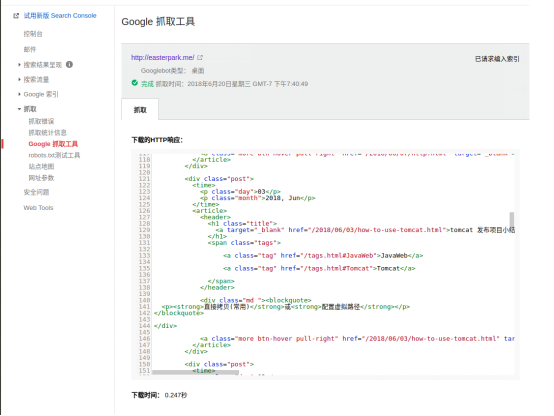 试用新版 Search Console
控制台
邮件
搜索结果呈现
搜索流量
Google 索引
抓取
抓取错误
抓取统计信息
Google 抓取工具
robots.txt测试工具
站点地图
网址参数
安全问题
Web Tools
Google 抓取工具
http://easterpark.me/
已请求编入索引
Googlebot类型： 桌面
完成 抓取时间：2018年6月20日星期三 GMT-7 下午7:40:49
抓取
下载的HTTP响应：
118 </article>
119 </div>
120
121 <div class="post">
122 <time>
123 <p class="day">03</p>
124 <p class="month">2018, Jun</p>
125 </time>
126 <article>
127 <header>
128 <h1 class="title">
129 <a target="_blank" href="/2018/06/03/how-to-use-tomcat.html">tomcat 发布项目小结
130 </h1>
131 <span class="tags">
132
133 <a class="tag" href="/tags.html#JavaWeb">JavaWeb</a>
134
135 <a class="tag" href="/tags.html#Tomcat">Tomcat</a>
136
137 </span>
138 </header>
139
140 <div class="md "><blockquote>
141 <p><strong>直接拷贝(常用)</strong>或<strong>配置虚拟路径</strong></p>
142 </blockquote>
143
144 </div>
145
146 <a class="more btn-hover pull-right" href="/2018/06/03/how-to-use-tomcat.html" tar
147 </article>
148 </div>
149
150 <div class="post">
151 <time>
下载时间： 0.247秒